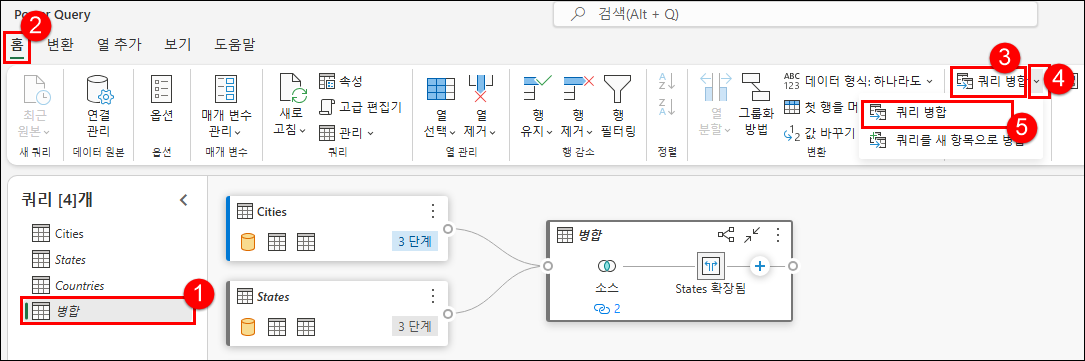 Power Query
검색(Alt + Q)
2
홈
변환
열 추가
보기
도움말
3
4
최근
원본
새 쿼리
연결
관리
데이터 원본
옵션
옵션
매개 변수
관리
매개 변수
새로
고침
속성
고급 편집기
관리
쿼리
열
선택
열
제거
열 관리
행
유지
행
제거
행
필터링
행 감소
정렬
열
분할
그룹화
방법
데이터 형식: 하나라도
첫 행을 머
값 바꾸기
변환
쿼리 병합
쿼리 병합
5
쿼리를 새 항목으로 병합
쿼리 [4]개
Cities
States
Countries
1
병합
Cities
3 단계
States
3 단계
병합
소스
2
States 확장됨